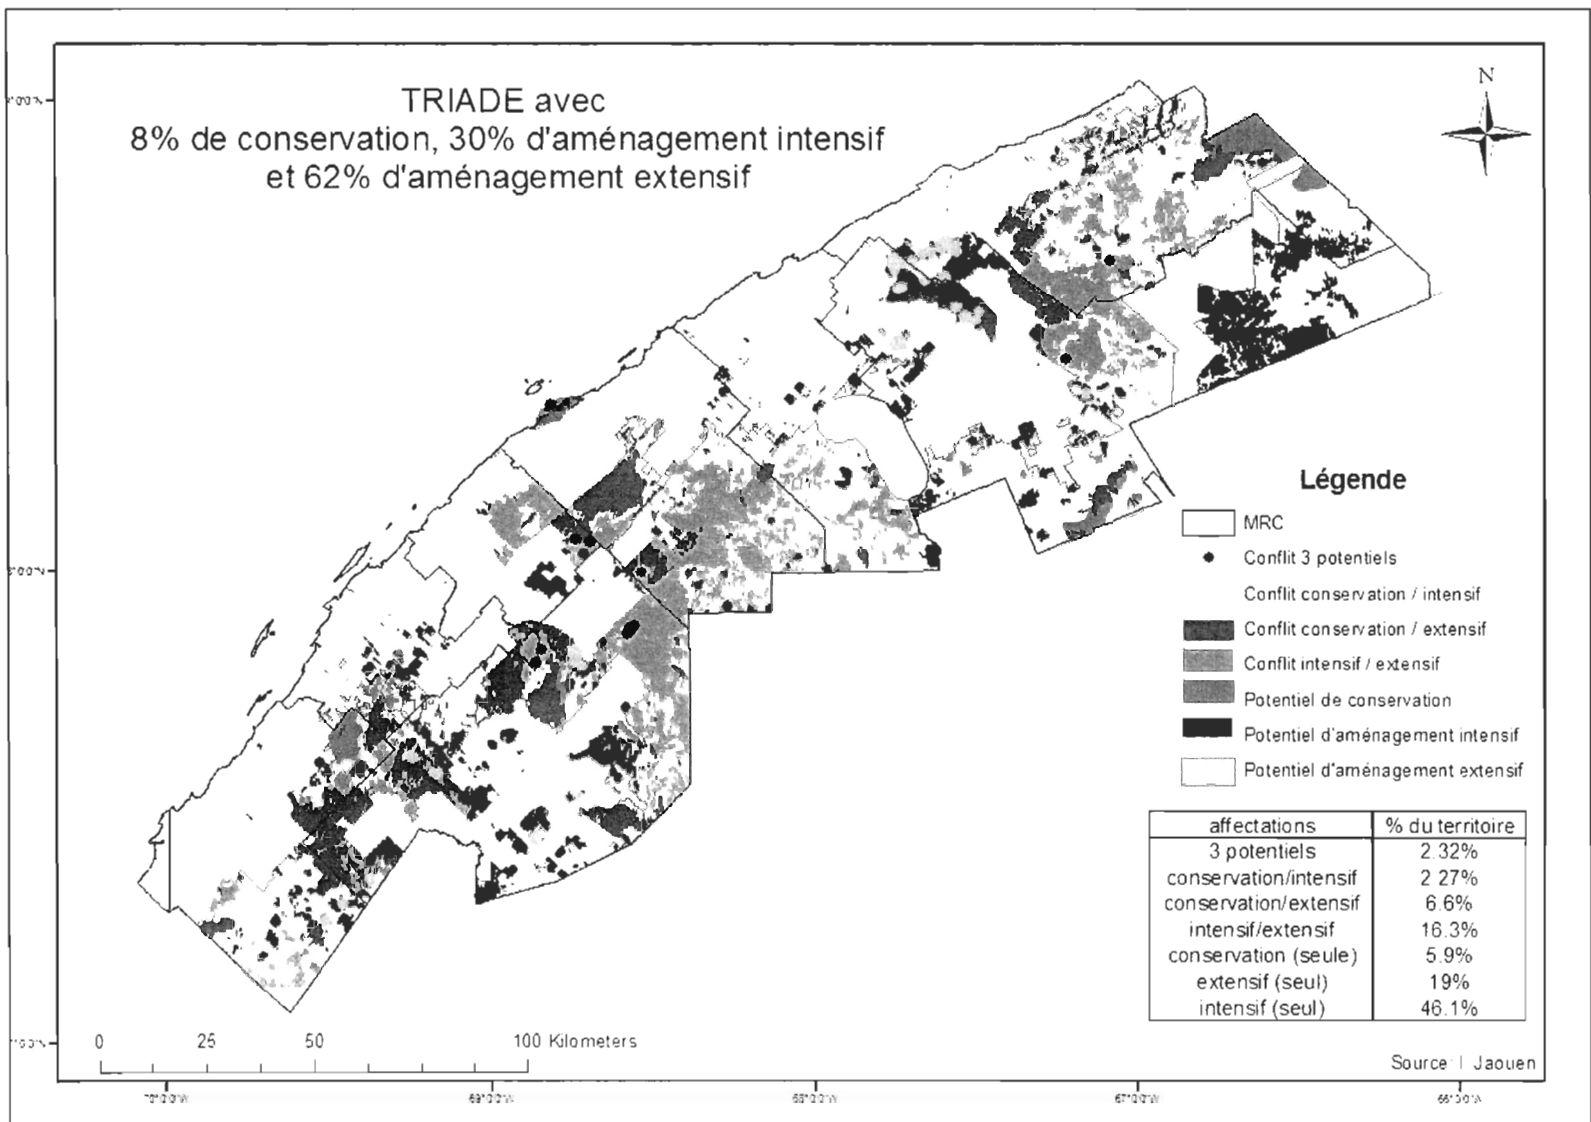 TRIADE avec
8% de conservation, 30% d'aménagement intensif
et 62% d'aménagement extensif
N
Légende
MRC
Conflit 3 potentiels
Conflit conservation / intensif
Conflit conservation / extensif
Conflit intensif / extensif
Potentiel de conservation
Potentiel d'aménagement intensif
Potentiel d'aménagement extensif
affectations % du territoire
3 potentiels 2.32%
conservation/intensif 2 27%
conservation/extensif 6.6%
intensif/extensif 16.3%
conservation (seule) 5.9%
extensif (seul) 19%
intensif (seul) 46.1%
0 25 50 100 Kilometers
Source I Jaouen